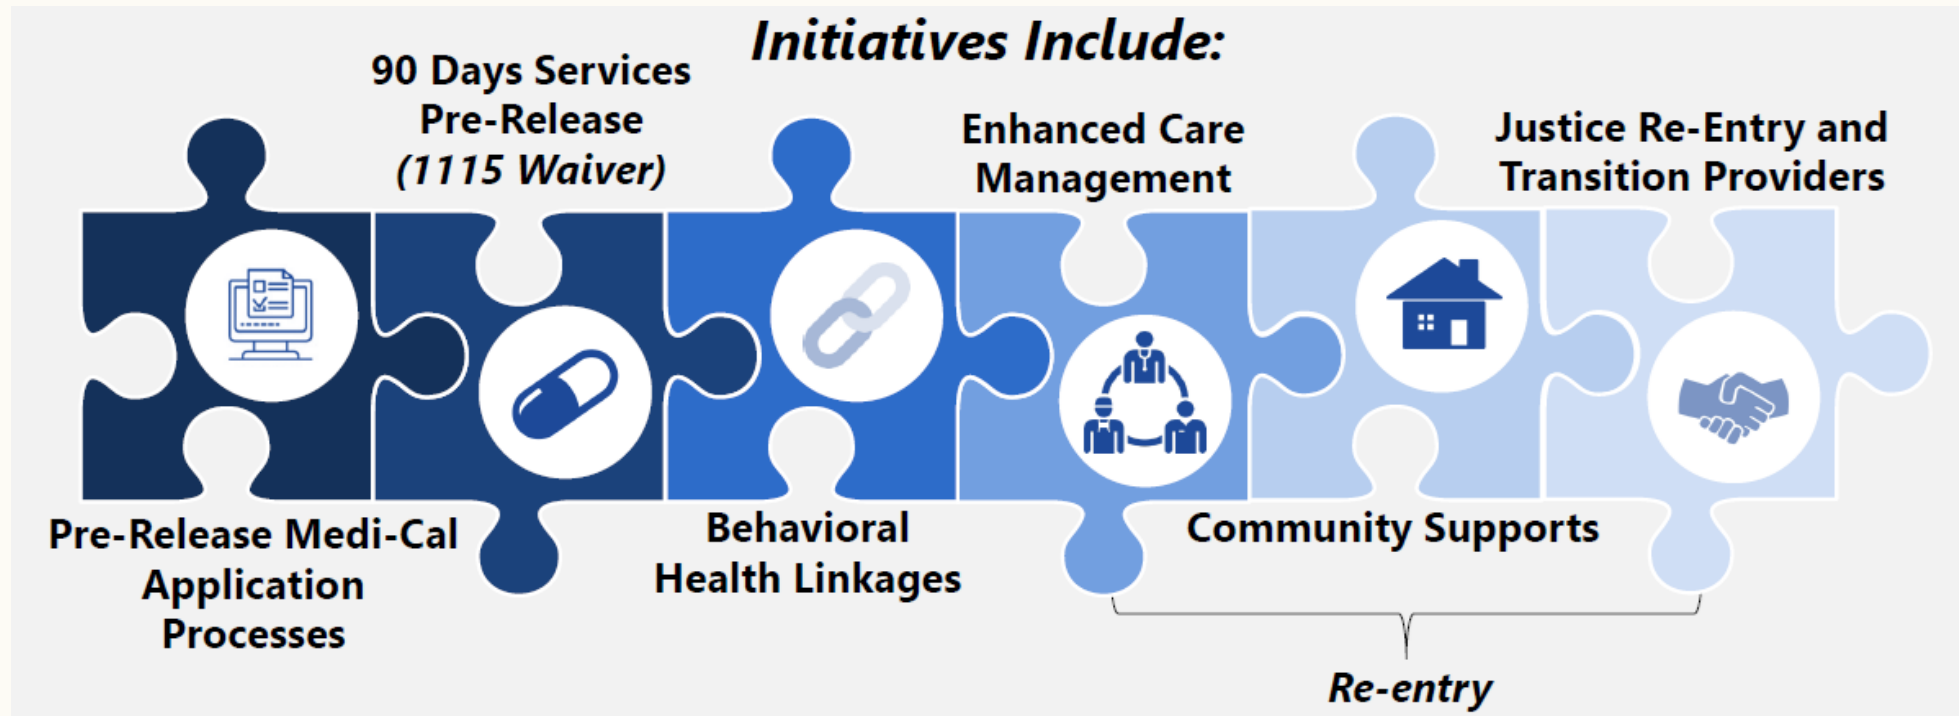 Initiatives Include:
Pre-Release Medi-Cal
Application
Processes
90 Days Services
Pre-Release
(1115 Waiver)
Behavioral
Health Linkages
Enhanced Care
Management
Community Supports
Justice Re-Entry and
Transition Providers
Re-entry